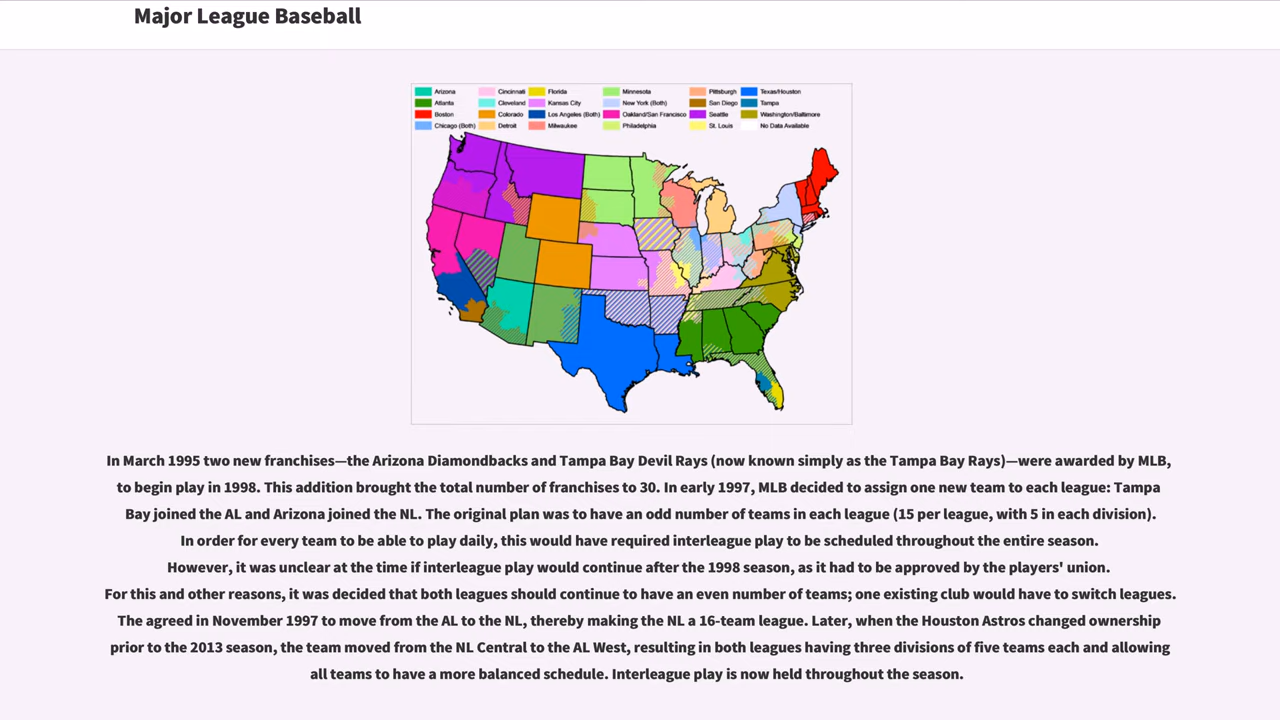 Major League Baseball
Arizona Cincinnati Florida Minnesota Pittsburgh Texas/Houston
Atlanta Cleveland Kansas City New York (Both) San Diego Tampa
Boston Colorado Los Angeles (Both) Oakland/San Francisco Seattle Washington/Baltimore
Chicago (Both) Detroit Milwaukee Philadelphia St. Louis No Data Available
In March 1995 two new franchises—the Arizona Diamondbacks and Tampa Bay Devil Rays (now known simply as the Tampa Bay Rays)—were awarded by MLB,
to begin play in 1998. This addition brought the total number of franchises to 30. In early 1997, MLB decided to assign one new team to each league: Tampa
Bay joined the AL and Arizona joined the NL. The original plan was to have an odd number of teams in each league (15 per league, with 5 in each division).
In order for every team to be able to play daily, this would have required interleague play to be scheduled throughout the entire season.
However, it was unclear at the time if interleague play would continue after the 1998 season, as it had to be approved by the players' union.
For this and other reasons, it was decided that both leagues should continue to have an even number of teams; one existing club would have to switch leagues.
The agreed in November 1997 to move from the AL to the NL, thereby making the NL a 16-team league. Later, when the Houston Astros changed ownership
prior to the 2013 season, the team moved from the NL Central to the AL West, resulting in both leagues having three divisions of five teams each and allowing
all teams to have a more balanced schedule. Interleague play is now held throughout the season.